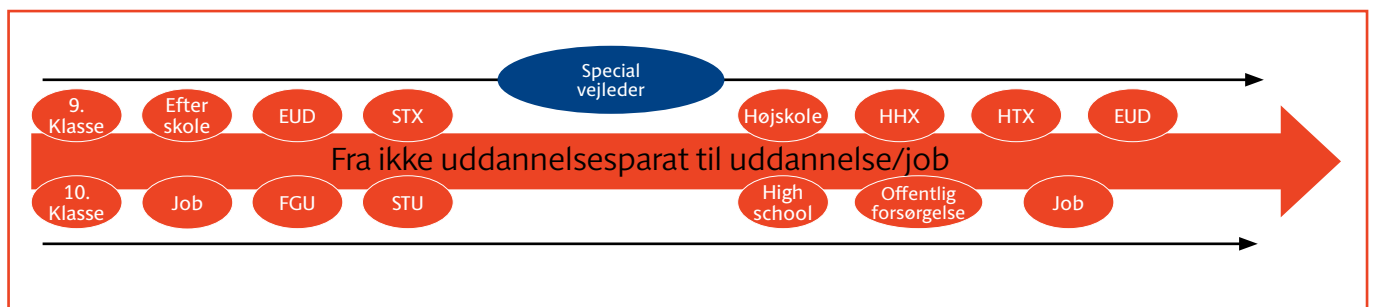 Special
vejleder
9.
Klasse
Efter
skole
EUD
STX
Højskole
HHX
HTX
EUD
Fra ikke uddannelsesparat til uddannelse/job
10.
Klasse
Job
FGU
STU
High
school
Offentlig
forsørgelse
Job